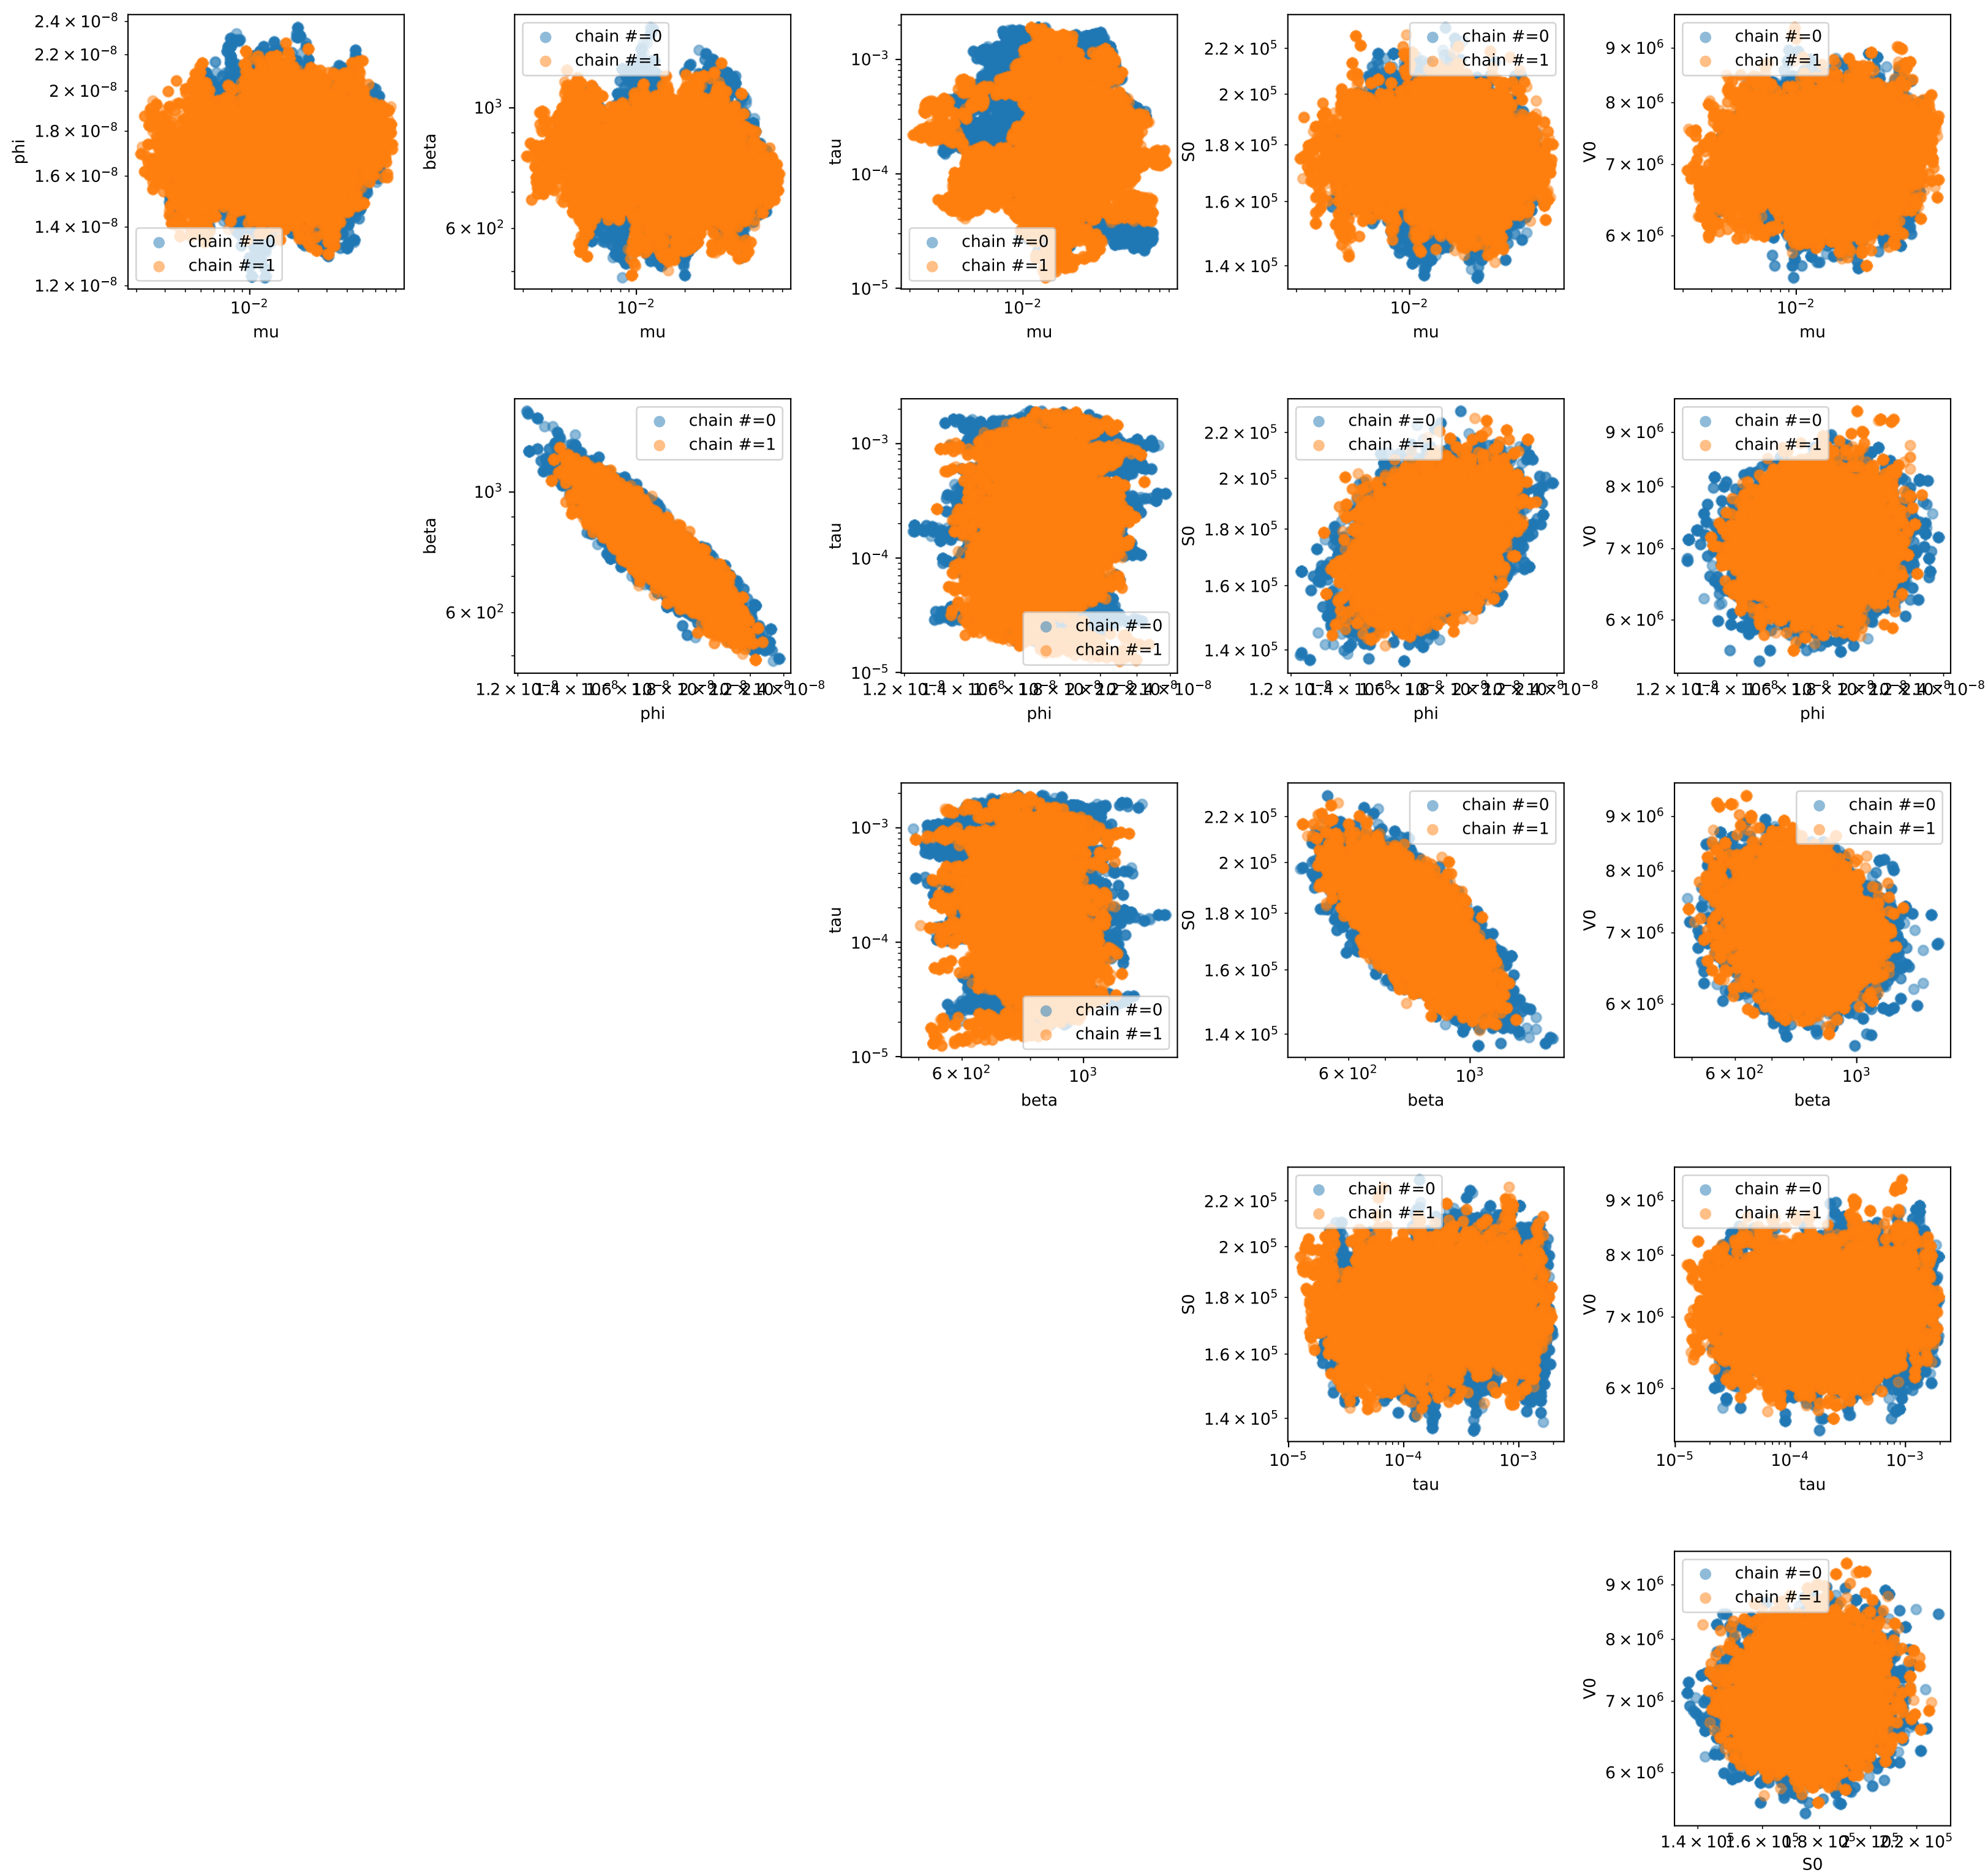 2.4 × 10⁻⁸
2.2 × 10⁻⁸
2 × 10⁻⁸
1.8 × 10⁻⁸
1.6 × 10⁻⁸
1.4 × 10⁻⁸
1.2 × 10⁻⁸
phi
chain #=0
chain #=1
10⁻²
mu
10³
6 × 10²
beta
chain #=0
chain #=1
10⁻²
mu
10⁻³
10⁻⁴
10⁻⁵
tau
chain #=0
chain #=1
10⁻²
mu
2.2 × 10⁵
2 × 10⁵
1.8 × 10⁵
1.6 × 10⁵
1.4 × 10⁵
S0
chain #=0
chain #=1
10⁻²
mu
9 × 10⁶
8 × 10⁶
7 × 10⁶
6 × 10⁶
V0
chain #=0
chain #=1
10⁻²
mu
10³
6 × 10²
beta
chain #=0
chain #=1
phi
10⁻³
10⁻⁴
10⁻⁵
tau
chain #=0
chain #=1
phi
2.2 × 10⁵
2 × 10⁵
1.8 × 10⁵
1.6 × 10⁵
1.4 × 10⁵
S0
chain #=0
chain #=1
phi
9 × 10⁶
8 × 10⁶
7 × 10⁶
6 × 10⁶
V0
chain #=0
chain #=1
phi
10⁻³
10⁻⁴
10⁻⁵
tau
chain #=0
chain #=1
6 × 10² 10³
beta
2.2 × 10⁵
2 × 10⁵
1.8 × 10⁵
1.6 × 10⁵
1.4 × 10⁵
S0
chain #=0
chain #=1
6 × 10² 10³
beta
9 × 10⁶
8 × 10⁶
7 × 10⁶
6 × 10⁶
V0
chain #=0
chain #=1
6 × 10² 10³
beta
2.2 × 10⁵
2 × 10⁵
1.8 × 10⁵
1.6 × 10⁵
1.4 × 10⁵
S0
chain #=0
chain #=1
10⁻⁵ 10⁻⁴ 10⁻³
tau
9 × 10⁶
8 × 10⁶
7 × 10⁶
6 × 10⁶
V0
chain #=0
chain #=1
10⁻⁵ 10⁻⁴ 10⁻³
tau
9 × 10⁶
8 × 10⁶
7 × 10⁶
6 × 10⁶
V0
chain #=0
chain #=1
S0